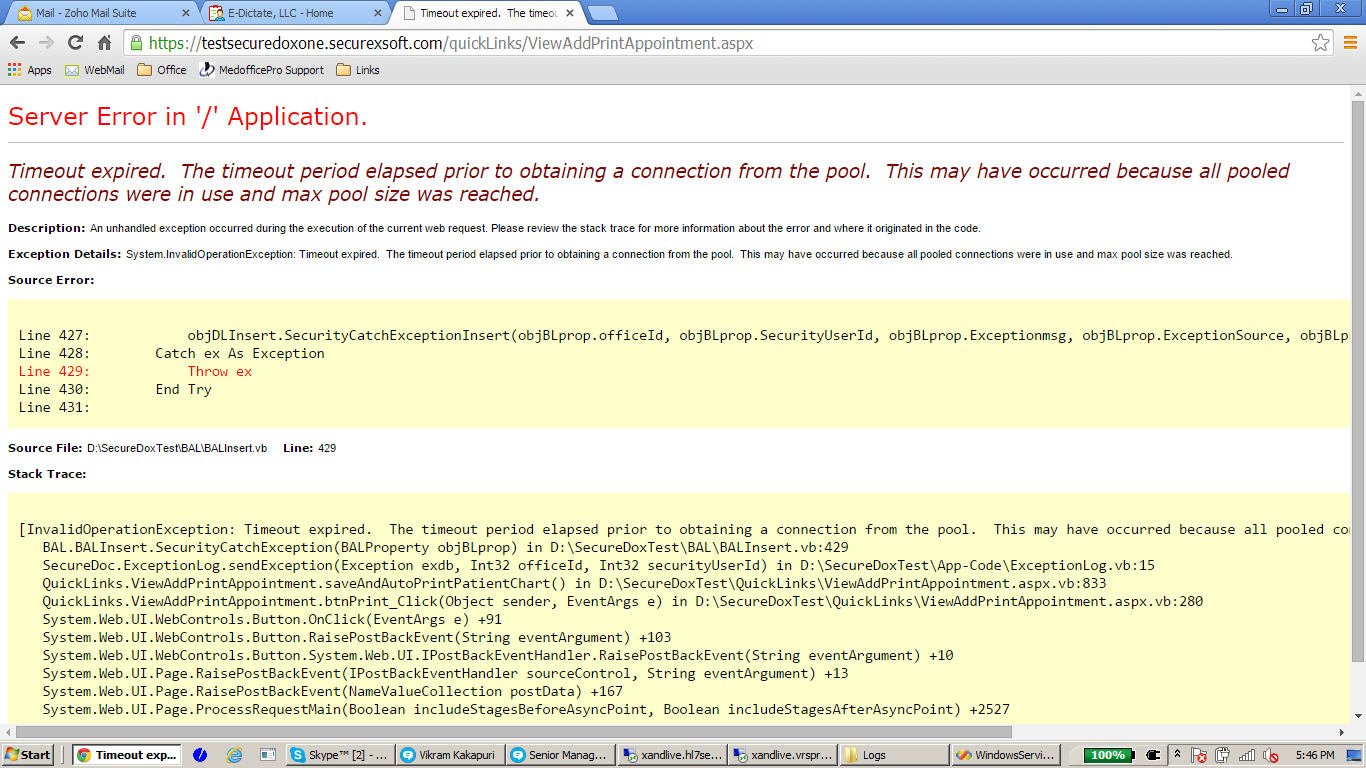 Mail - Zoho Mail Suite
E-Dictate, LLC - Home
Timeout expired. The timeou
https://testsecuredoxone.securexsoft.com/quickLinks/ViewAddPrintAppointment.aspx
Apps WebMail Office MedofficePro Support Links
Server Error in '/' Application.
Timeout expired. The timeout period elapsed prior to obtaining a connection from the pool. This may have occurred because all pooled
connections were in use and max pool size was reached.
Description: An unhandled exception occurred during the execution of the current web request. Please review the stack trace for more information about the error and where it originated in the code.
Exception Details: System.InvalidOperationException: Timeout expired. The timeout period elapsed prior to obtaining a connection from the pool. This may have occurred because all pooled connections were in use and max pool size was reached.
Source Error:
Line 427: objDLInsert.SecurityCatchExceptionInsert(objBLprop.officeId, objBLprop.SecurityUserId, objBLprop.Exceptionmsg, objBLprop.ExceptionSource, objBLp
Line 428: Catch ex As Exception
Line 429: Throw ex
Line 430: End Try
Line 431:
Source File: D:\SecureDoxTest\BAL\BALInsert.vb Line: 429
Stack Trace:
[InvalidOperationException: Timeout expired. The timeout period elapsed prior to obtaining a connection from the pool. This may have occurred because all pooled co
BAL.BALInsert.SecurityCatchException(BALProperty objBLprop) in D:\SecureDoxTest\BAL\BALInsert.vb:429
SecureDoc.ExceptionLog.sendException(Exception exdb, Int32 officeId, Int32 securityUserId) in D:\SecureDoxTest\App-Code\ExceptionLog.vb:15
QuickLinks.ViewAddPrintAppointment.saveAndAutoPrintPatientChart() in D:\SecureDoxTest\QuickLinks\ViewAddPrintAppointment.aspx.vb:833
QuickLinks.ViewAddPrintAppointment.btnPrint_Click(Object sender, EventArgs e) in D:\SecureDoxTest\QuickLinks\ViewAddPrintAppointment.aspx.vb:280
System.Web.UI.WebControls.Button.OnClick(EventArgs e) +91
System.Web.UI.WebControls.Button.RaisePostBackEvent(String eventArgument) +103
System.Web.UI.WebControls.Button.System.Web.UI.IPostBackEventHandler.RaisePostBackEvent(String eventArgument) +10
System.Web.UI.Page.RaisePostBackEvent(IPostBackEventHandler sourceControl, String eventArgument) +13
System.Web.UI.Page.RaisePostBackEvent(NameValueCollection postData) +167
System.Web.UI.Page.ProcessRequestMain(Boolean includeStagesBeforeAsyncPoint, Boolean includeStagesAfterAsyncPoint) +2527
Start Timeout exp... Skype™ [2] - ... Vikram Kakapuri Senior Manag... xandlive.hl7se... xandlive.vrspr... Logs WindowsServi... 100% 5:46 PM